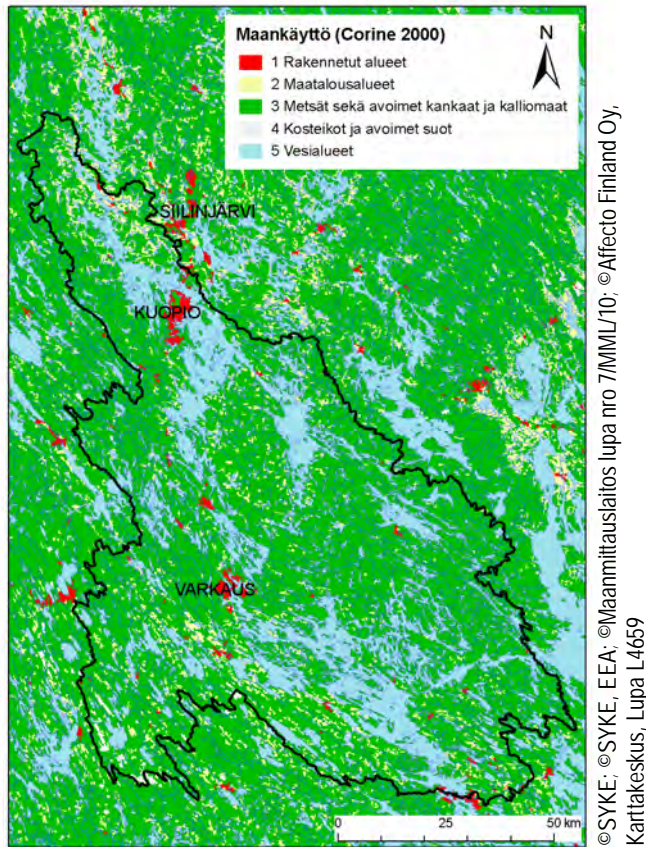 Maankäyttö (Corine 2000)
1 Rakennetut alueet
2 Maatalousalueet
3 Metsät sekä avoimet kankaat ja kalliomaat
4 Kosteikot ja avoimet suot
5 Vesialueet
N
SIILINJÄRVI
KUOPIO
VARKAUS
0 25 50 km
©SYKE; ©SYKE, EEA; ©Maanmittauslaitos lupa nro 7/MML/10; ©Affecto Finland Oy,
Karttakeskus, Lupa L4659